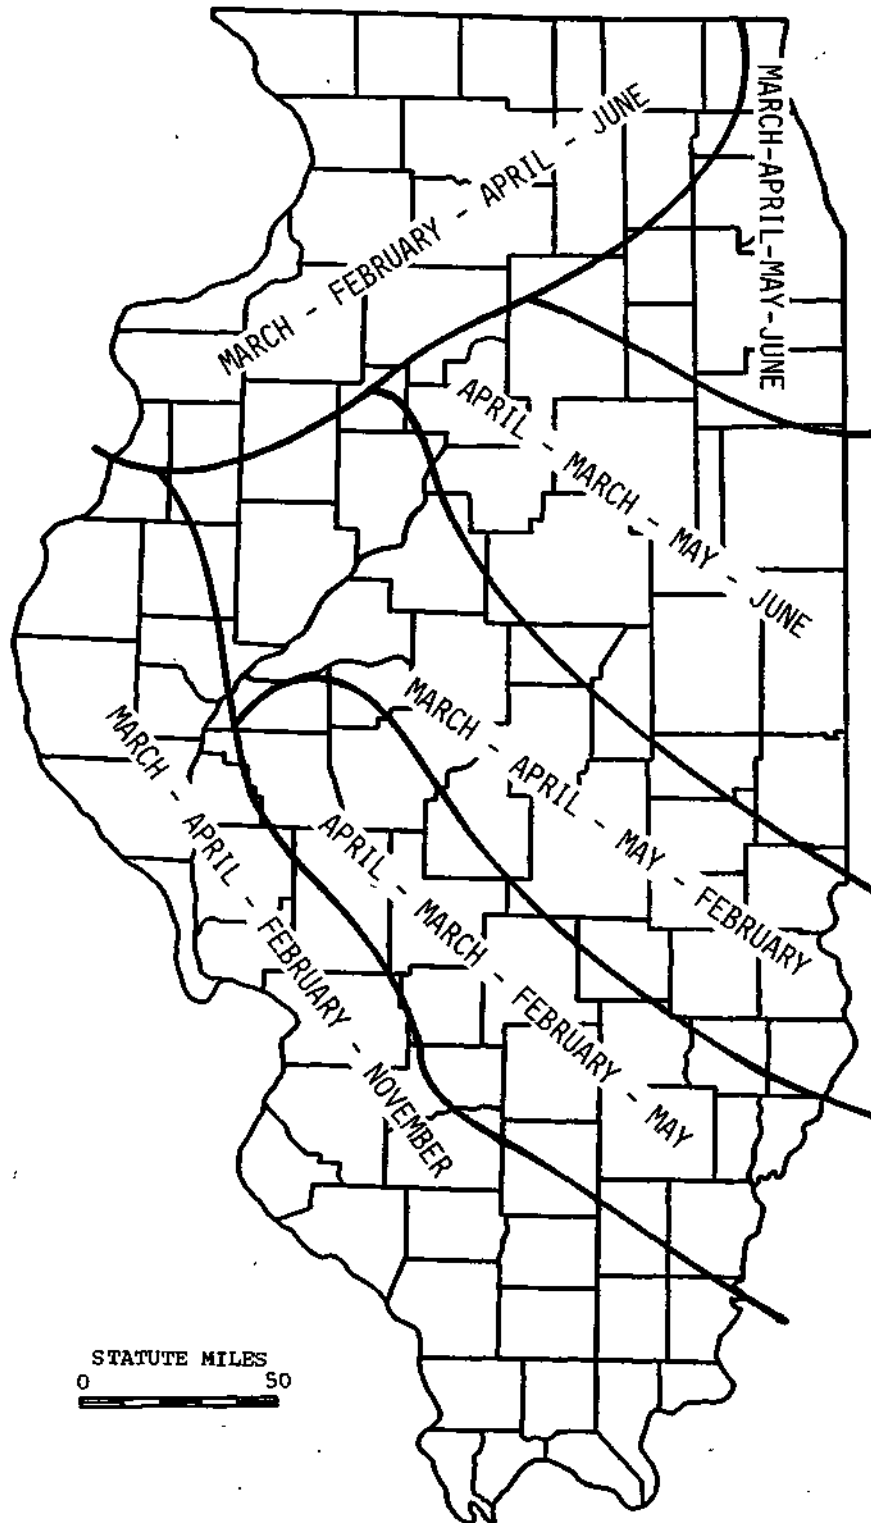 MARCH-APRIL-MAY-JUNE
MARCH - FEBRUARY - APRIL - JUNE
APRIL - MARCH - MAY - JUNE
MARCH - APRIL - MAY - FEBRUARY
MARCH - APRIL - FEBRUARY - NOVEMBER
APRIL - MARCH - FEBRUARY - MAY
STATUTE MILES
0 50